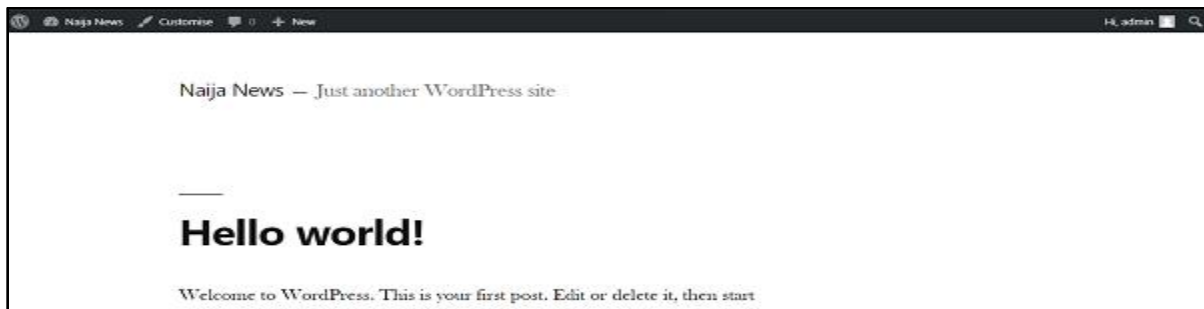 Naija News Customise 0 New Hi, admin
Naija News — Just another WordPress site
Hello world!
Welcome to WordPress. This is your first post. Edit or delete it, then start